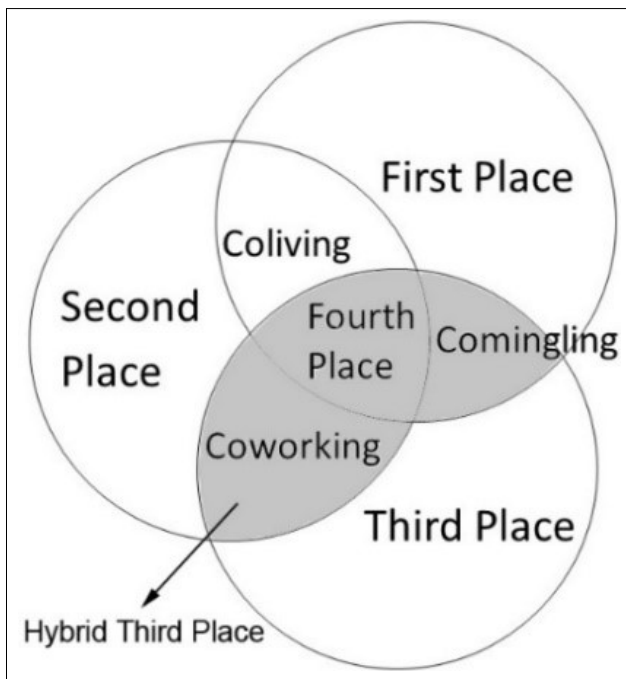 First Place
Coliving
Second
Place
Fourth
Place
Comingling
Coworking
Third Place
Hybrid Third Place